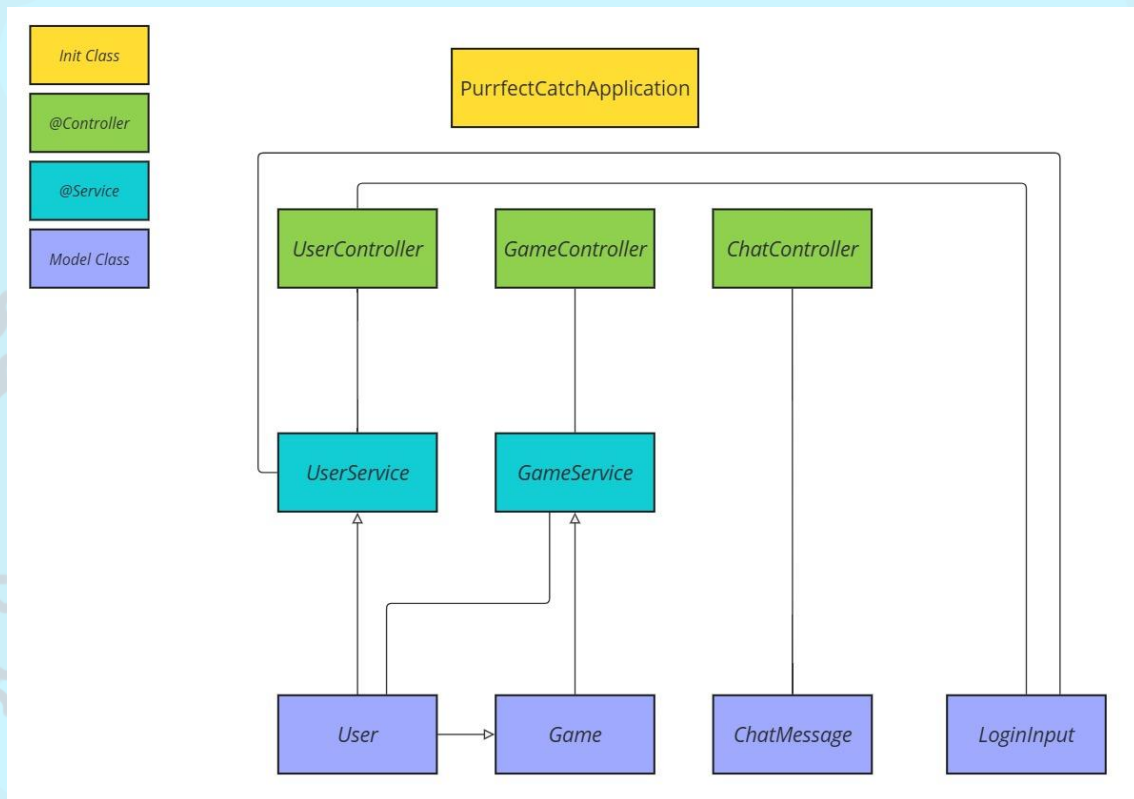 Init Class
@Controller
@Service
Model Class
PurrfectCatchApplication
UserController
GameController
ChatController
UserService
GameService
User
Game
ChatMessage
LoginInput